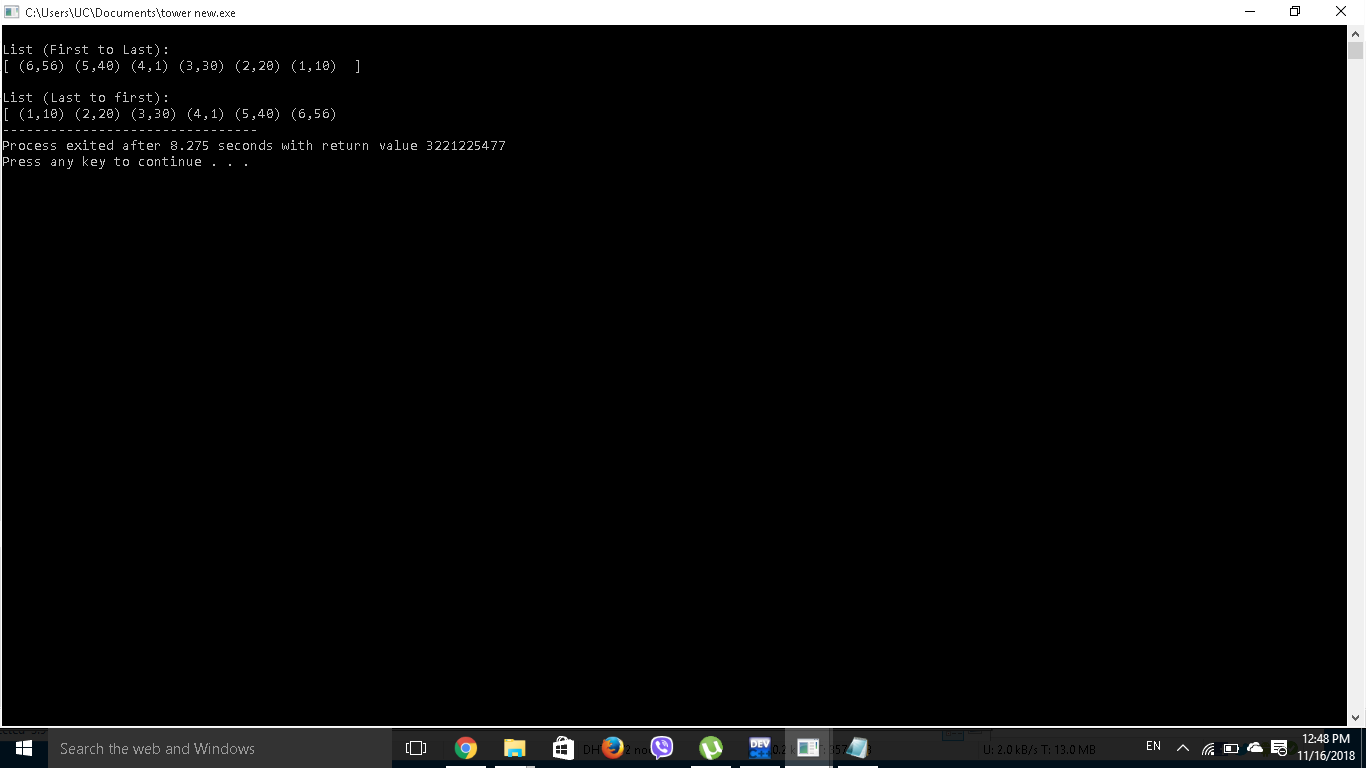 C:\Users\UC\Documents\tower new.exe
List (First to Last):
[ (6,56) (5,40) (4,1) (3,30) (2,20) (1,10)  ]
List (Last to first):
[ (1,10) (2,20) (3,30) (4,1) (5,40) (6,56)
--------------------------------
Process exited after 8.275 seconds with return value 3221225477
Press any key to continue . . .
Search the web and Windows
DEV
U: 2.0 kB/s T: 13.0 MB
EN
12:48 PM
11/16/2018